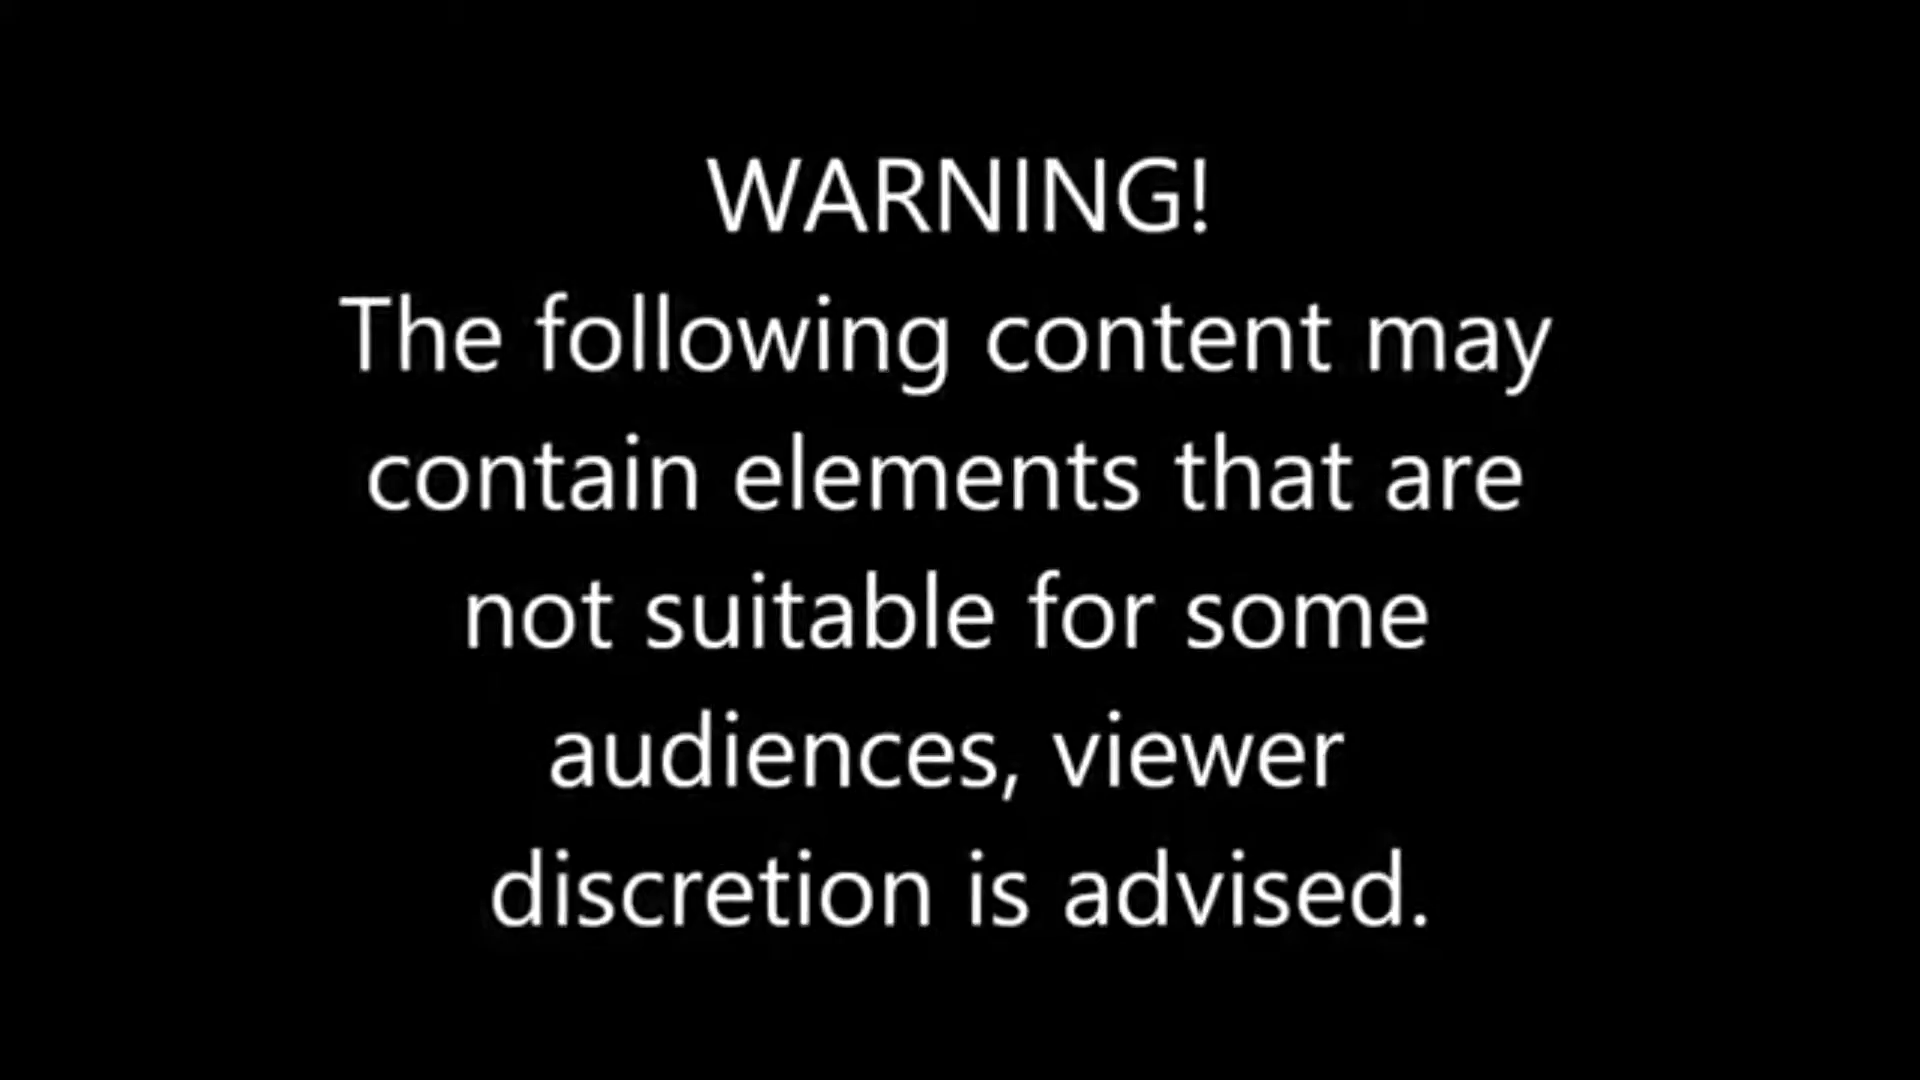 WARNING!
The following content may
contain elements that are
not suitable for some
audiences, viewer
discretion is advised.